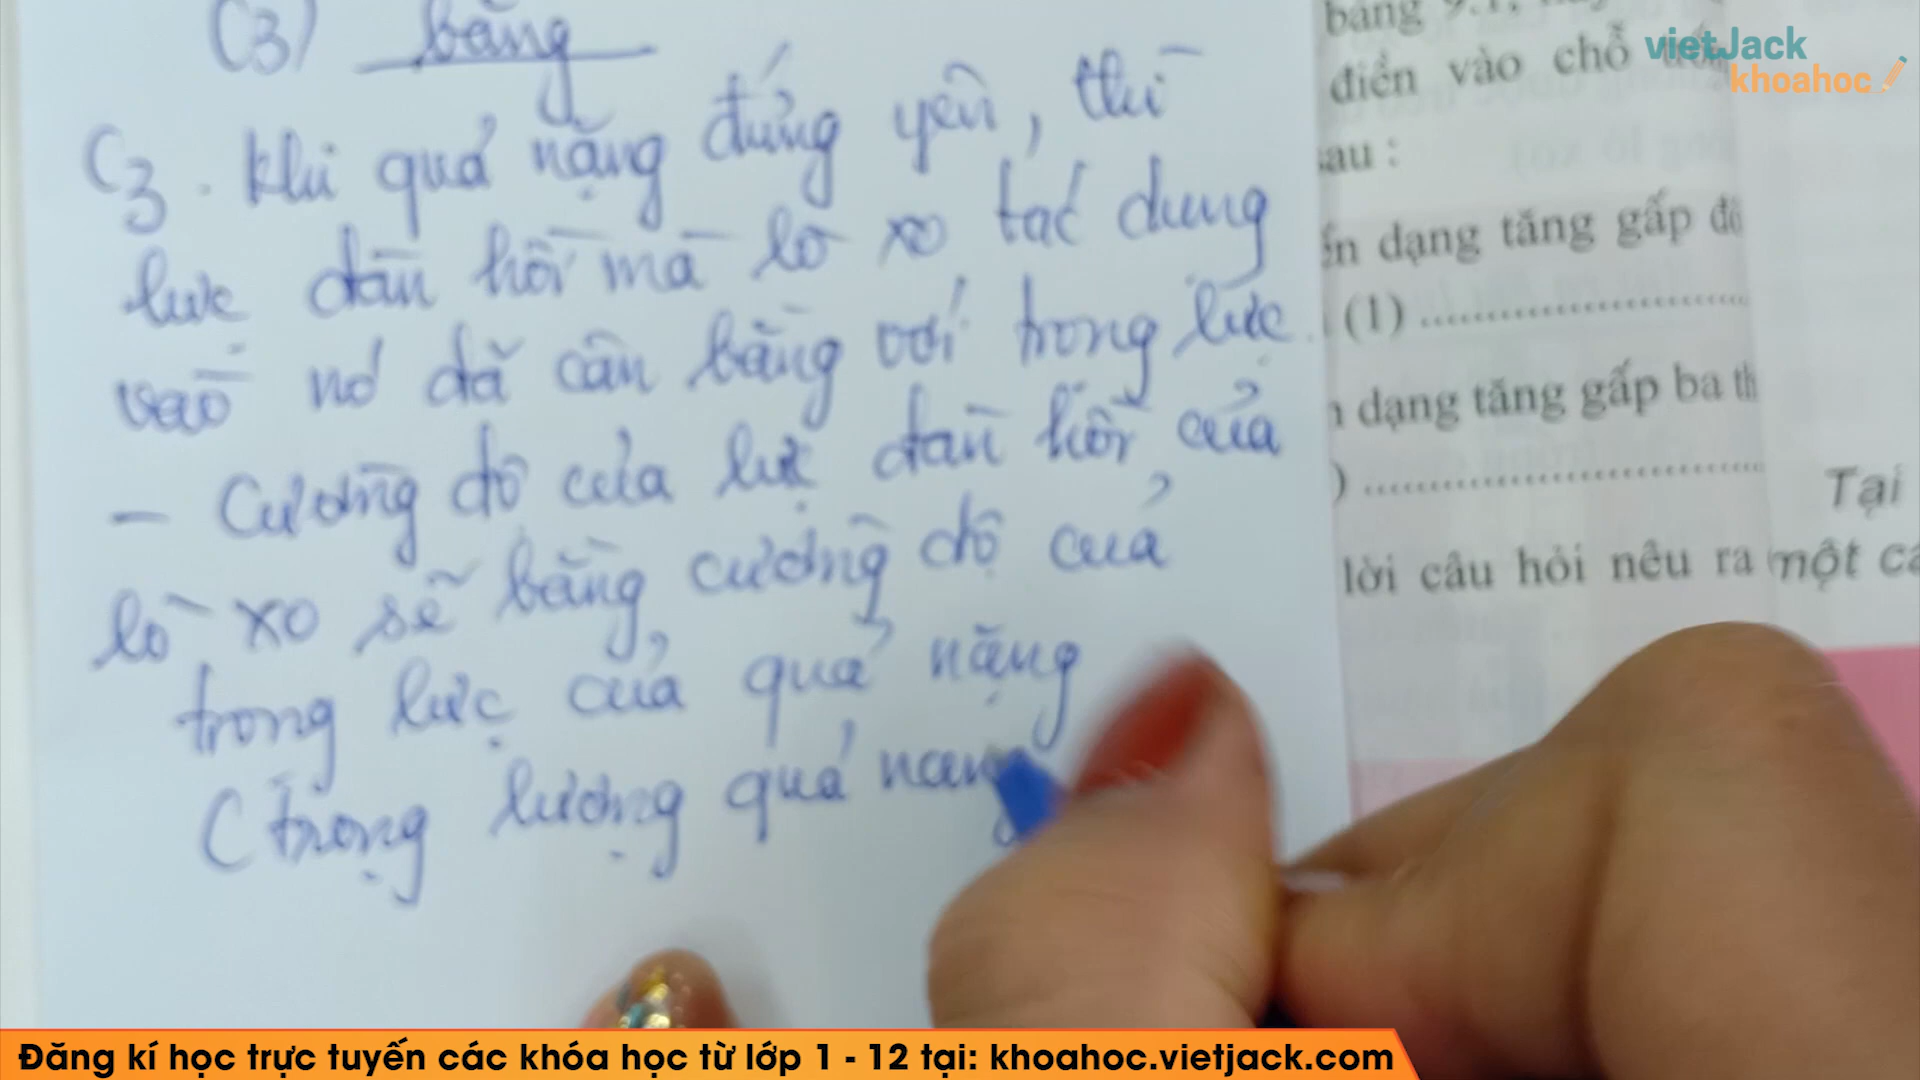 (3) bằng
C3. Khi quả nặng đứng yên, thì
lực đàn hồi mà lò xo tác dụng
vào nó đã cân bằng với trọng lực.
- Cường độ của lực đàn hồi của
lò xo sẽ bằng cường độ của
trọng lực của quả nặng
(trọng lượng quả nặng
bảng 9.1,
điền vào chỗ
sau :
dạng tăng gấp
(1) ....................
dạng tăng gấp ba
) ....................
lời câu hỏi nêu ra
Tại
một
vietJack
khoahoc
Đăng kí học trực tuyến các khóa học từ lớp 1 - 12 tại: khoahoc.vietjack.com